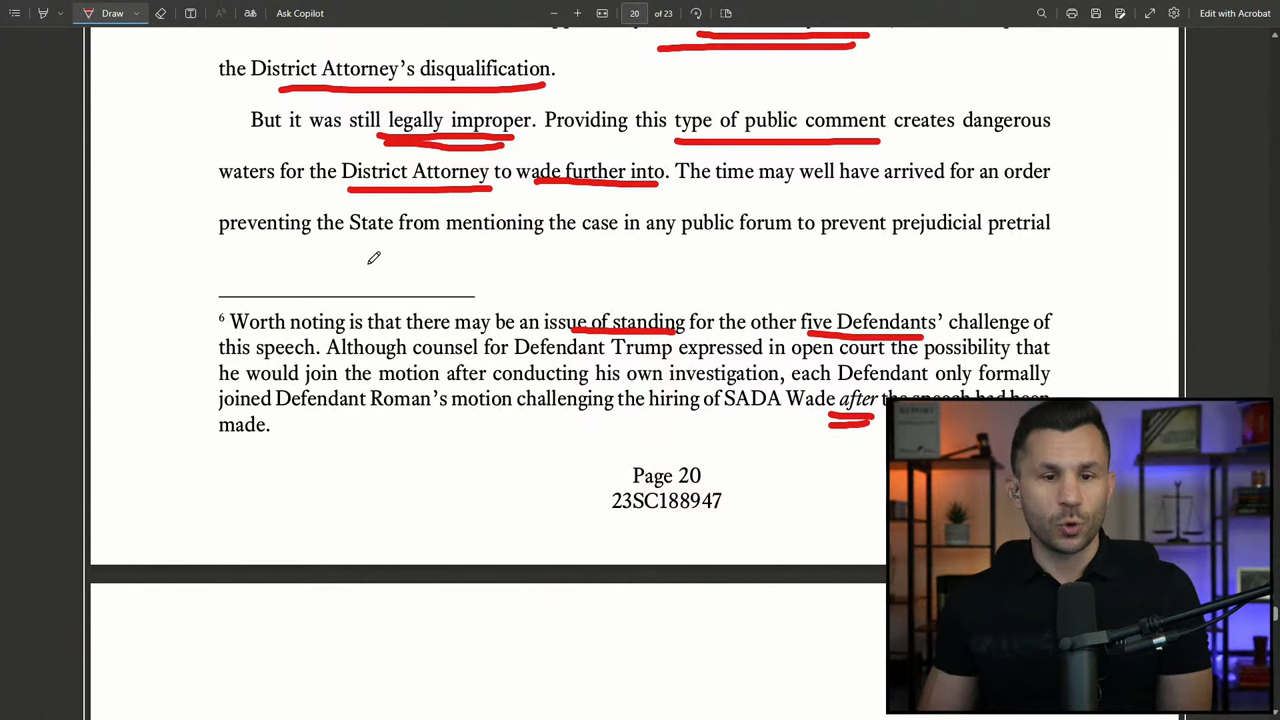 Draw
Ask Copilot
20 of 23
Edit with Acrobat
the District Attorney's disqualification.
But it was still legally improper. Providing this type of public comment creates dangerous
waters for the District Attorney to wade further into. The time may well have arrived for an order
preventing the State from mentioning the case in any public forum to prevent prejudicial pretrial
6 Worth noting is that there may be an issue of standing for the other five Defendants' challenge of
this speech. Although counsel for Defendant Trump expressed in open court the possibility that
he would join the motion after conducting his own investigation, each Defendant only formally
joined Defendant Roman's motion challenging the hiring of SADA Wade after the speech had been
made.
Page 20
23SC188947